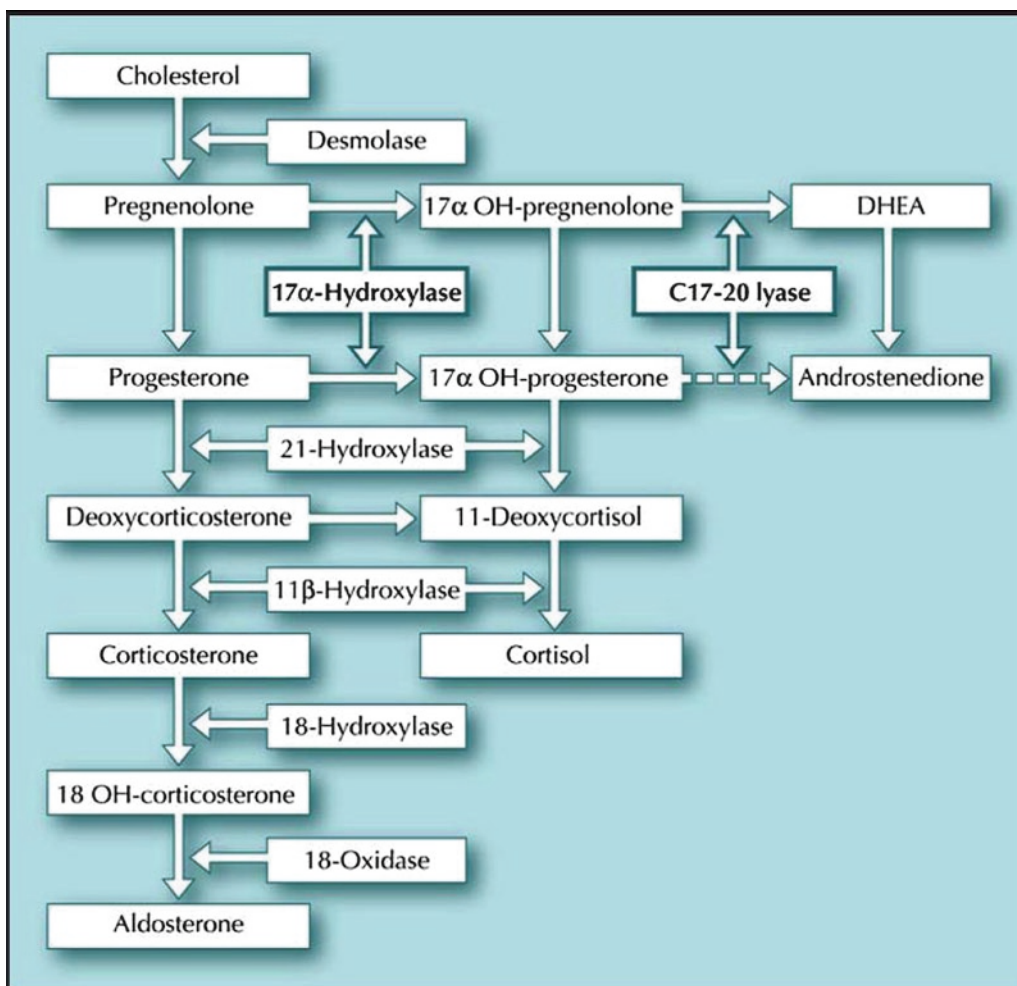 Cholesterol
Desmolase
Pregnenolone
17α OH-pregnenolone
DHEA
17α-Hydroxylase
C17-20 lyase
Progesterone
17α OH-progesterone
Androstenedione
21-Hydroxylase
Deoxycorticosterone
11-Deoxycortisol
11β-Hydroxylase
Corticosterone
Cortisol
18-Hydroxylase
18 OH-corticosterone
18-Oxidase
Aldosterone